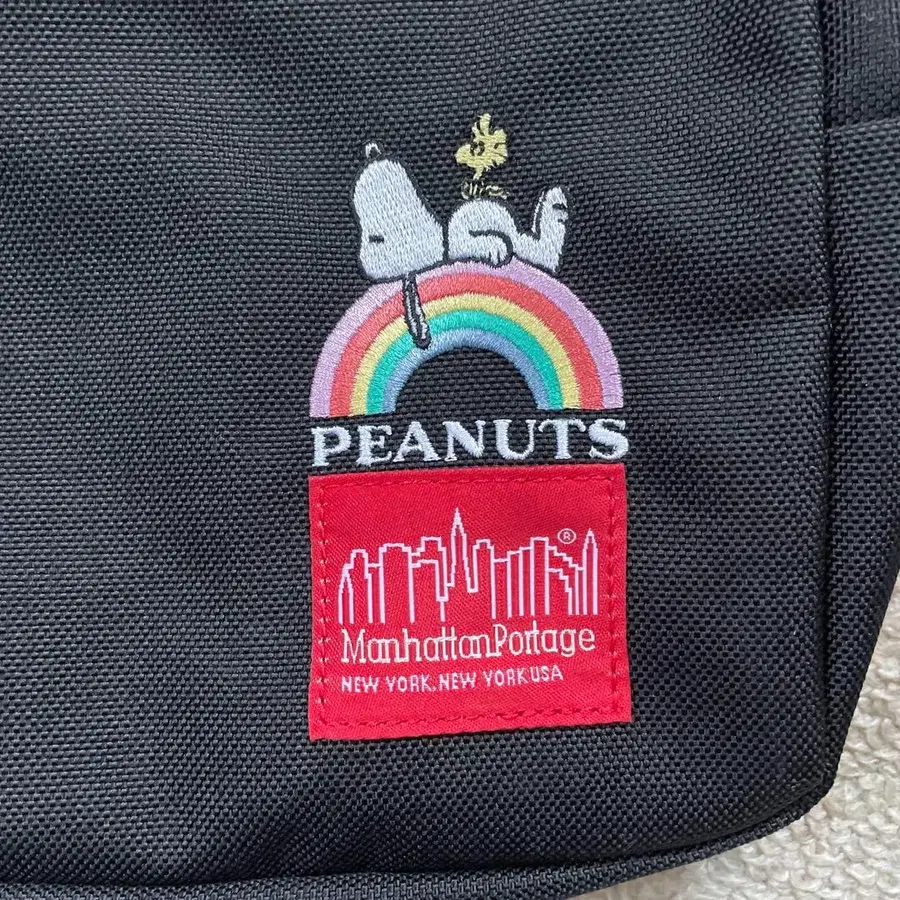 PEANUTS
®
ManhattanPortage
NEW YORK, NEW YORK USA